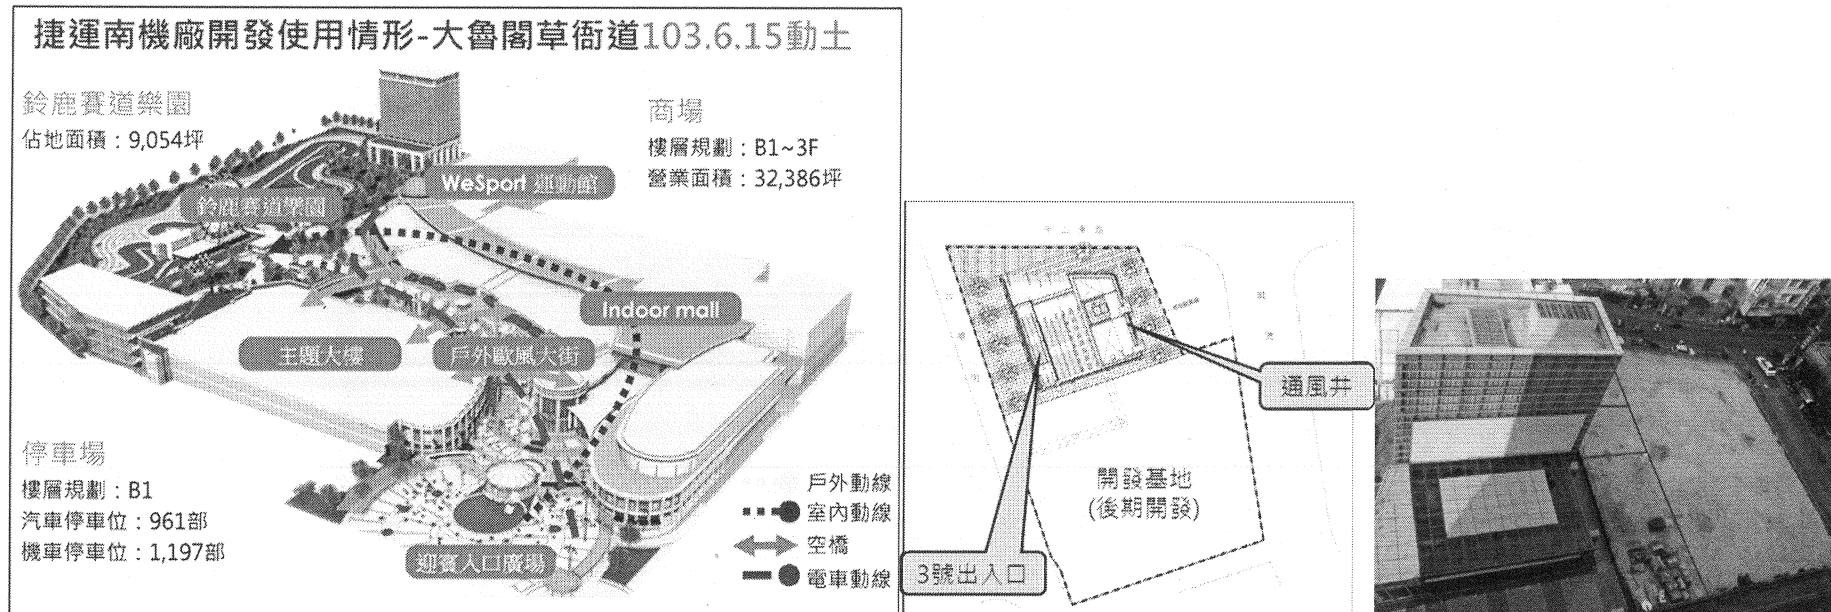 捷運南機廠開發使用情形-大魯閣草衙道103.6.15動土
鈴鹿賽道樂園
佔地面積：9,054坪
商場
樓層規劃：B1~3F
營業面積：32,386坪
WeSport 運動館
鈴鹿賽道樂園
Indoor mall
主題大樓
戶外歐風大街
停車場
樓層規劃：B1
汽車停車位：961部
機車停車位：1,197部
迎賓入口廣場
戶外動線
室內動線
空橋
電車動線
通風井
開發基地
(後期開發)
3號出入口